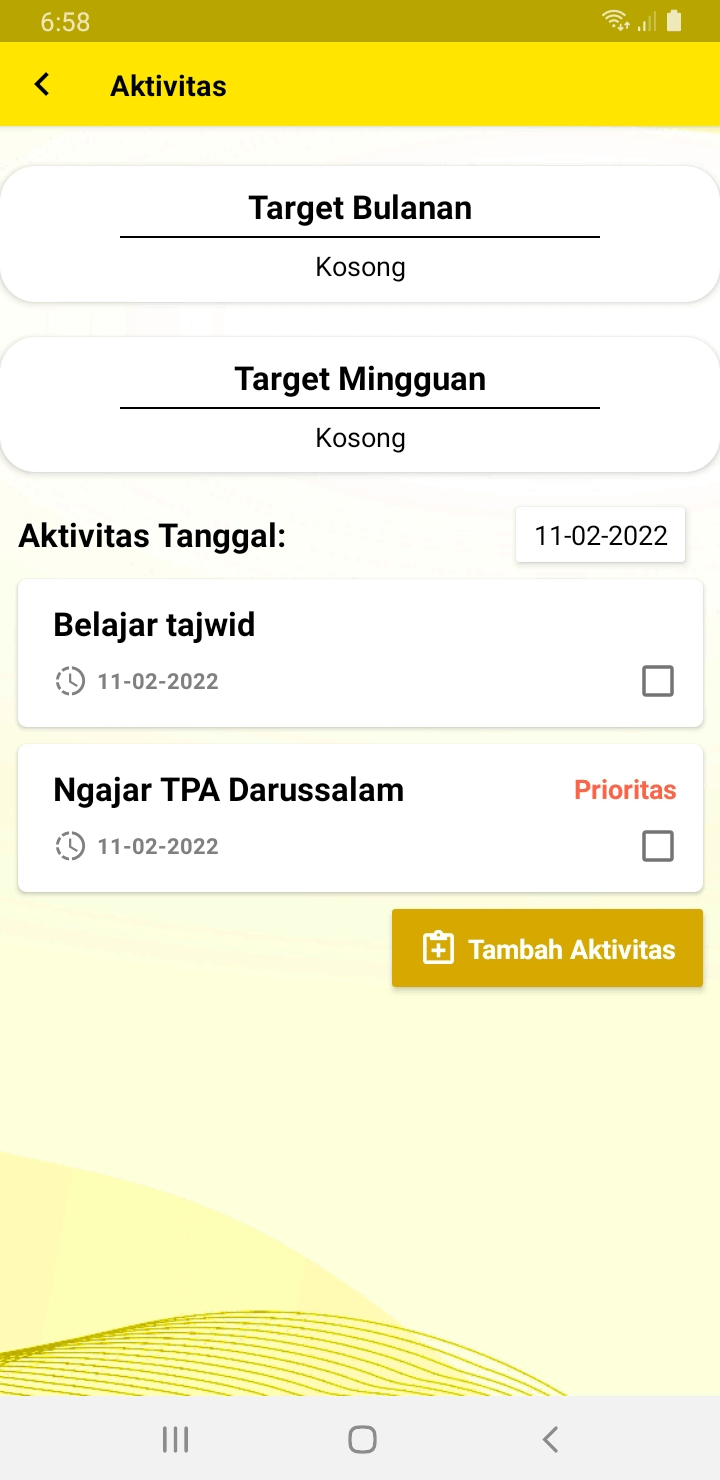 6:58
Aktivitas
Target Bulanan
Kosong
Target Mingguan
Kosong
Aktivitas Tanggal:
11-02-2022
Belajar tajwid
11-02-2022
Ngajar TPA Darussalam
Prioritas
11-02-2022
Tambah Aktivitas